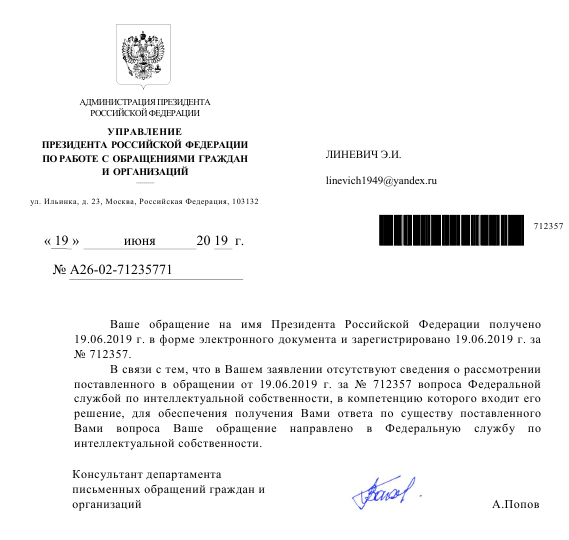 АДМИНИСТРАЦИЯ ПРЕЗИДЕНТА
РОССИЙСКОЙ ФЕДЕРАЦИИ
УПРАВЛЕНИЕ
ПРЕЗИДЕНТА РОССИЙСКОЙ ФЕДЕРАЦИИ
ПО РАБОТЕ С ОБРАЩЕНИЯМИ ГРАЖДАН
И ОРГАНИЗАЦИЙ
ул. Ильинка, д. 23, Москва, Российская Федерация, 103132
« 19 » июня 20 19 г.
№ А26-02-71235771
ЛИНЕВИЧ Э.И.
linevich1949@yandex.ru
712357
Ваше обращение на имя Президента Российской Федерации получено
19.06.2019 г. в форме электронного документа и зарегистрировано 19.06.2019 г. за
№ 712357.
В связи с тем, что в Вашем заявлении отсутствуют сведения о рассмотрении
поставленного в обращении от 19.06.2019 г. за № 712357 вопроса Федеральной
службой по интеллектуальной собственности, в компетенцию которого входит его
решение, для обеспечения получения Вами ответа по существу поставленного
Вами вопроса Ваше обращение направлено в Федеральную службу по
интеллектуальной собственности.
Консультант департамента
письменных обращений граждан и
организаций
А.Попов